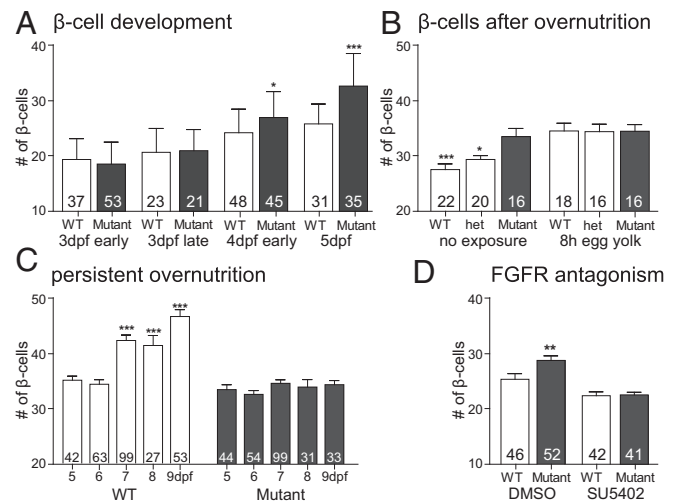 A β-cell development
# of β-cells
40
30
20
10
***
*
37 53 23 21 48 45 31 35
WT Mutant WT Mutant WT Mutant WT Mutant
3dpf early 3dpf late 4dpf early 5dpf
B β-cells after overnutrition
# of β-cells
50
40
30
20
*** *
22 20 16 18 16 16
WT het Mutant WT het Mutant
no exposure 8h egg yolk
C persistent overnutrition
# of β-cells
50
40
30
20
***
*** ***
42 63 99 27 53 44 54 99 31 33
5 6 7 8 9dpf 5 6 7 8 9dpf
WT Mutant
D FGFR antagonism
# of β-cells
40
30
20
10
**
46 52 42 41
WT Mutant WT Mutant
DMSO SU5402